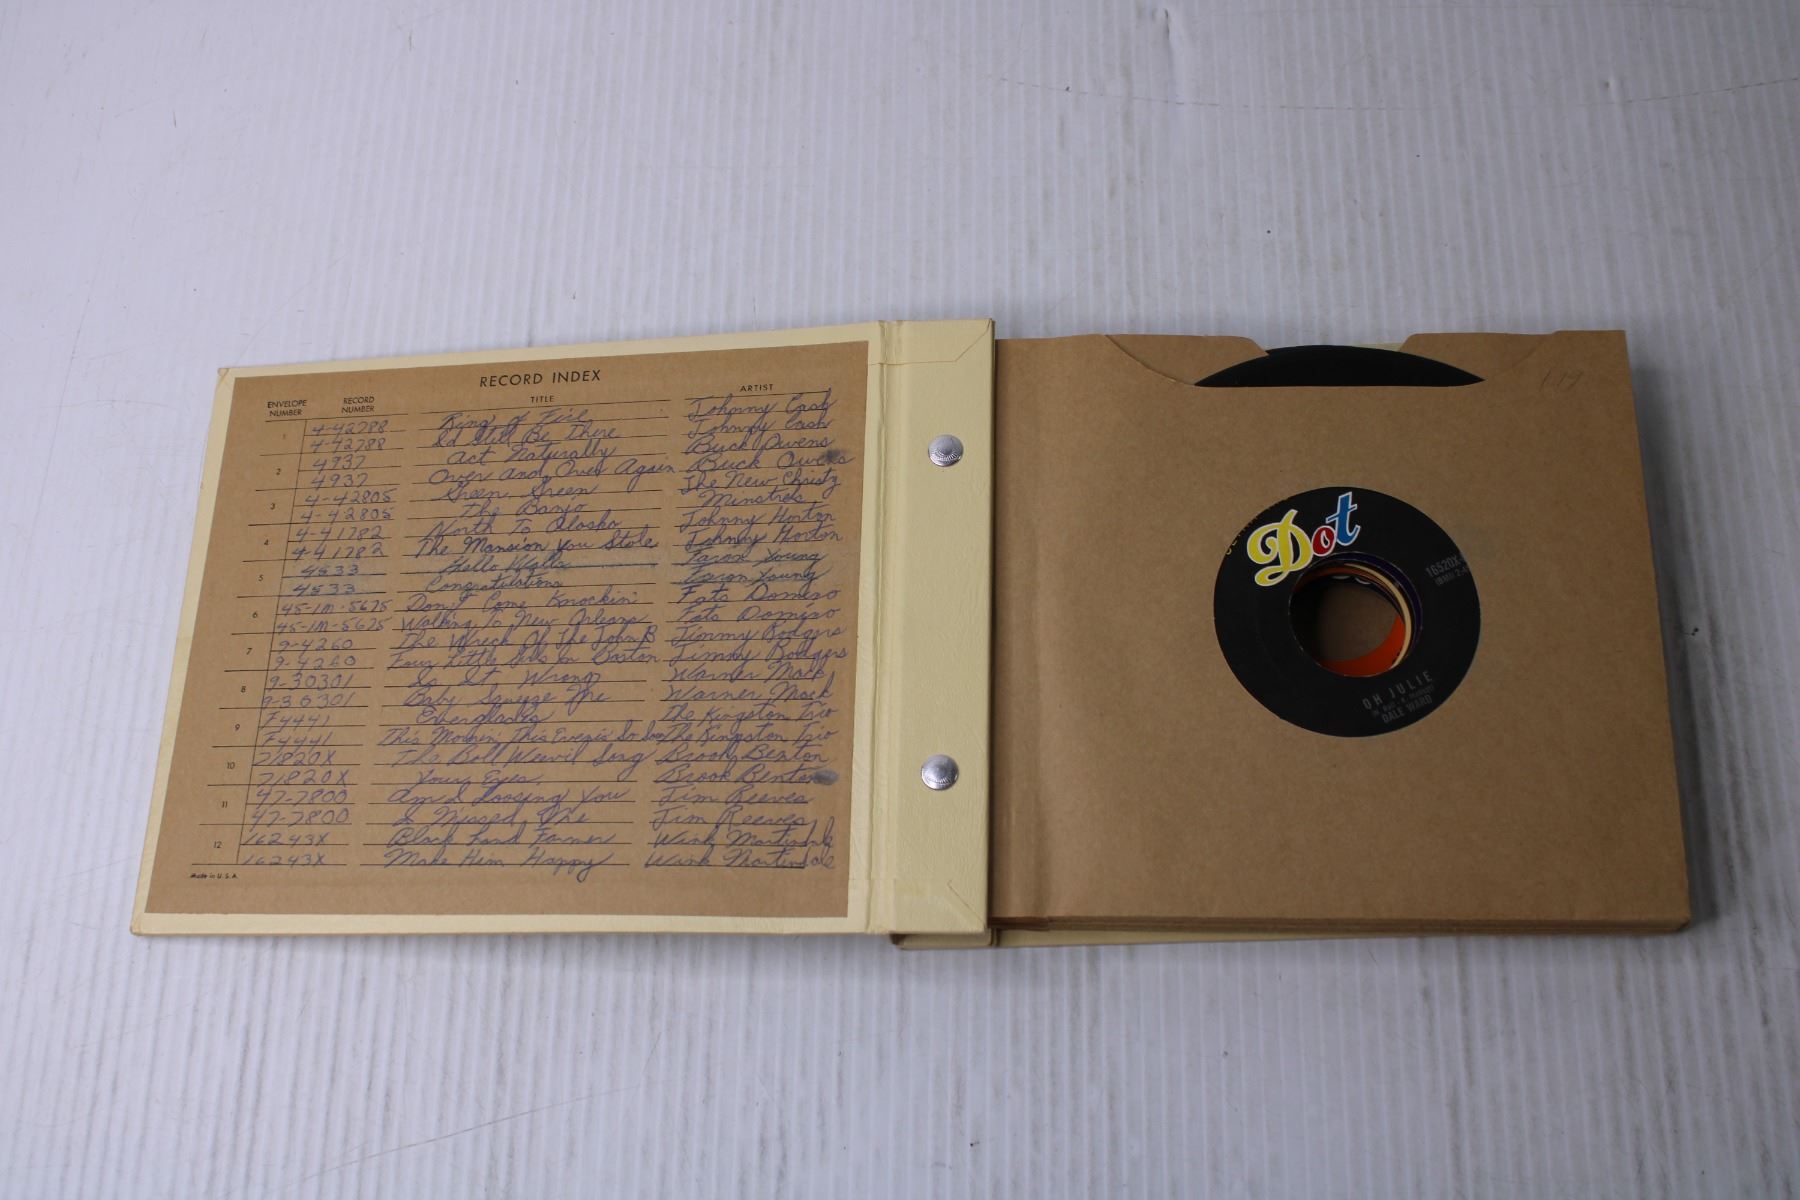 RECORD INDEX
ENVELOPE NUMBER RECORD NUMBER TITLE ARTIST
1 4-42788 Ring of Fire Johnny Cash
4-42788 I'd Still Be There Johnny Cash
2 4937 Act Naturally Buck Owens
4937 Over And Over Again Buck Owens
3 4-42805 Green, Green The New Christy
4-42805 The Banjo Minstrels
4 4-41782 North To Alaska Johnny Horton
4-41782 The Mansion You Stole Johnny Horton
5 4533 Hello Walls Faron Young
4533 Congratulations Faron Young
6 45-IM-5675 Don't Come Knockin' Fats Domino
45-IM-5675 Walking To New Orleans Fats Domino
7 9-4260 The Wreck Of The John B Jimmy Rodgers
9-4260 Four Little Girls In Boston Jimmy Rodgers
8 9-30301 Is It Wrong Warner Mack
9-30301 Baby Squeeze Me Warner Mack
9 F4441 Everglades The Kingston Trio
F4441 This Mornin' This Evenin' So Soon The Kingston Trio
10 71820X The Boll Weevil Song Brook Benton
71820X Your Eyes Brook Benton
11 47-7800 Am I Loosing You Jim Reeves
47-7800 I Missed Me Jim Reeves
12 16243X Black Land Farmer Wink Martindale
16243X Make Him Happy Wink Martindale
Made in U.S.A.
1.19
Dot
16520X
OH JULIE
DALE WARD